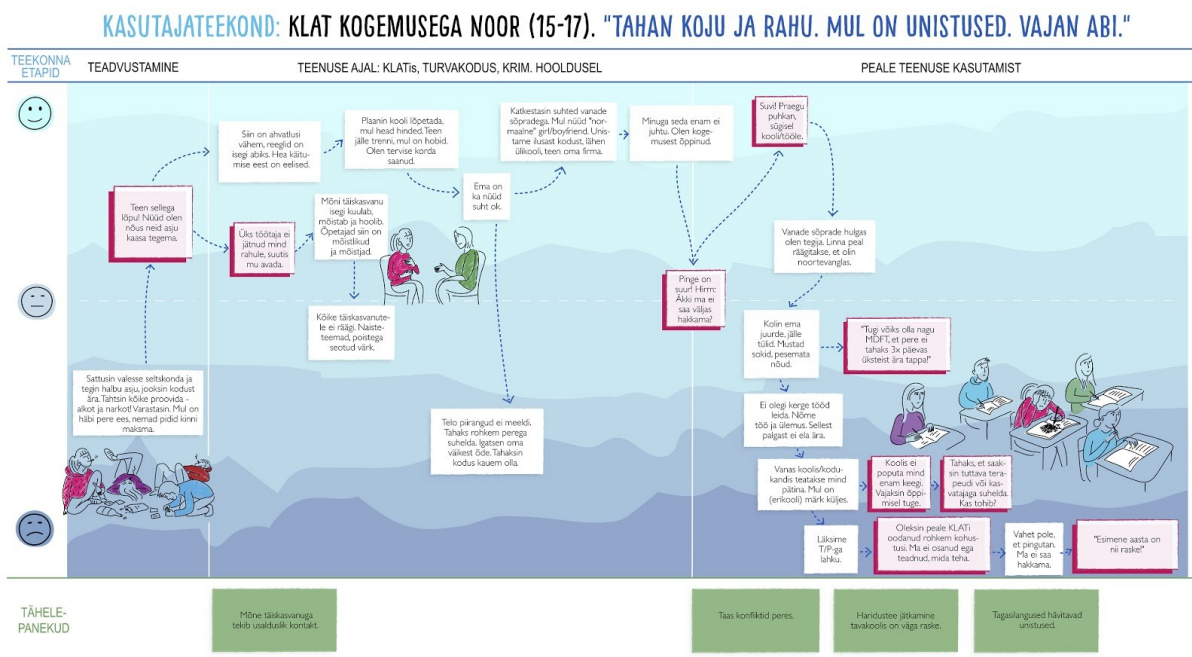 KASUTAJATEEKOND: KLAT KOGEMUSEGA NOOR (15-17). "TAHAN KOJU JA RAHU. MUL ON UNISTUSED. VAJAN ABI."
TEEKONNA
ETAPID
TEADVUSTAMINE
TEENUSE AJAL: KLATis, TURVAKODUS, KRIM. HOOLDUSEL
PEALE TEENUSE KASUTAMIST
Sattusin valesse seltskonda ja
tegin halbu asju, jooksin kodust
ära. Tahtsin kõike proovida -
alkot ja narkot! Varastasin. Mul on
häbi pere ees, nemad pidid kinni
maksma.
Teen sellega
lõpu! Nüüd olen
nõus neid asju
kaasa tegema.
Siin on ahvatlusi
vähem, reeglid on
isegi abiks. Hea käitu-
mise eest on eelised.
Üks töötaja ei
jätnud mind
rahule, suutis
mu avada.
Mõni täiskasvanu
isegi kuulab,
mõistab ja hoolib.
Õpetajad siin on
mõistlikud
ja mõistjad.
Kõike täiskasvanute-
le ei räägi. Naiste-
teemad, poistega
seotud värk.
Plaanin kooli lõpetada,
mul head hinded. Teen
jälle trenni, mul on hobid.
Olen tervise korda
saanud.
Ema on
ka nüüd
suht ok.
Telo piirangud ei meeldi.
Tahaks rohkem perega
suhelda. Igatsen oma
väikest õde. Tahaksin
kodus kauem olla.
Katkestasin suhted vanade
sõpradega. Mul nüüd "nor-
maalne" girl/boyfriend. Unis-
tame ilusast kodust, lähen
ülikooli, teen oma firma.
Minuga seda enam ei
juhtu. Olen koge-
musest õppinud.
Pinge on
suur! Hirm:
Äkki ma ei
saa väljas
hakkama?
Suvi! Praegu
puhkan,
sügisel
kooli/tööle.
Vanade sõprade hulgas
olen tegija. Linna peal
räägitakse, et olin
noortevanglas.
Kolin ema
juurde, jälle
tülid. Mustad
sokid, pesemata
nõud.
"Tugi võiks olla nagu
MDFT, et pere ei
tahaks 3x päevas
üksteist ära tappa!"
Ei olegi kerge tööd
leida. Nõme
töö ja ülemus. Sellest
palgast ei ela ära.
Vanas koolis/kodu-
kandis teatakse mind
pätina. Mul on
(erikooli) märk küljes.
Koolis ei
poputa mind
enam keegi.
Vajaksin õppi-
misel tuge.
Tahaks, et saak-
sin tuttava tera-
peudi või kas-
vatajaga suhelda.
Kas tohib?
Läksime
T/P-ga
lahku.
Oleksin peale KLATi
oodanud rohkem kohus-
tusi. Ma ei osanud ega
teadnud, mida teha.
Vahet pole,
et pingutan.
Ma ei saa
hakkama.
"Esimene aasta on
nii raske!"
TÄHELE-
PANEKUD
Mõne täiskasvanuga
tekib usalduslik kontakt.
Taas konfliktid peres.
Haridustee jätkamine
tavakoolis on väga raske.
Tagasilangused hävitavad
unistused.